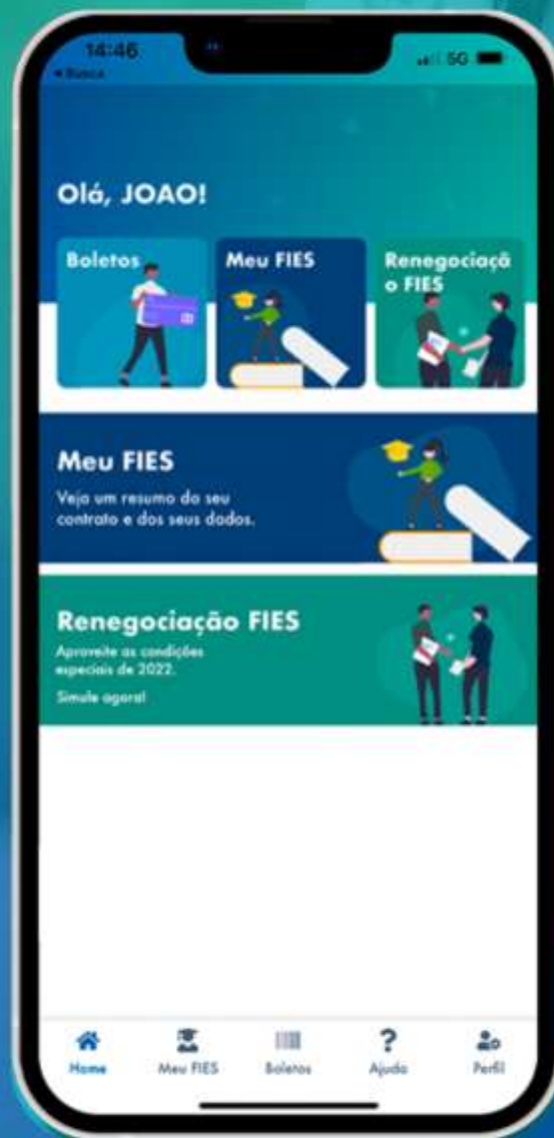 14:46
5G
◂ Busca
Olá, JOAO!
Boletos
Meu FIES
Renegociaçã
o FIES
Meu FIES
Veja um resumo do seu
contrato e dos seus dados.
Renegociação FIES
Aproveite as condições
especiais de 2022.
Simule agora!
Home
Meu FIES
Boletos
Ajuda
Perfil